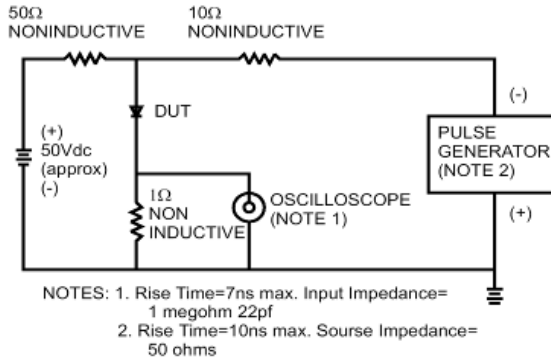 50Ω
NONINDUCTIVE
10Ω
NONINDUCTIVE
(+)
50Vdc
(approx)
(-)
DUT
1Ω
NON
INDUCTIVE
OSCILLOSCOPE
(NOTE 1)
(-)
PULSE
GENERATOR
(NOTE 2)
(+)
NOTES: 1. Rise Time=7ns max. Input Impedance=
1 megohm 22pf
2. Rise Time=10ns max. Sourse Impedance=
50 ohms